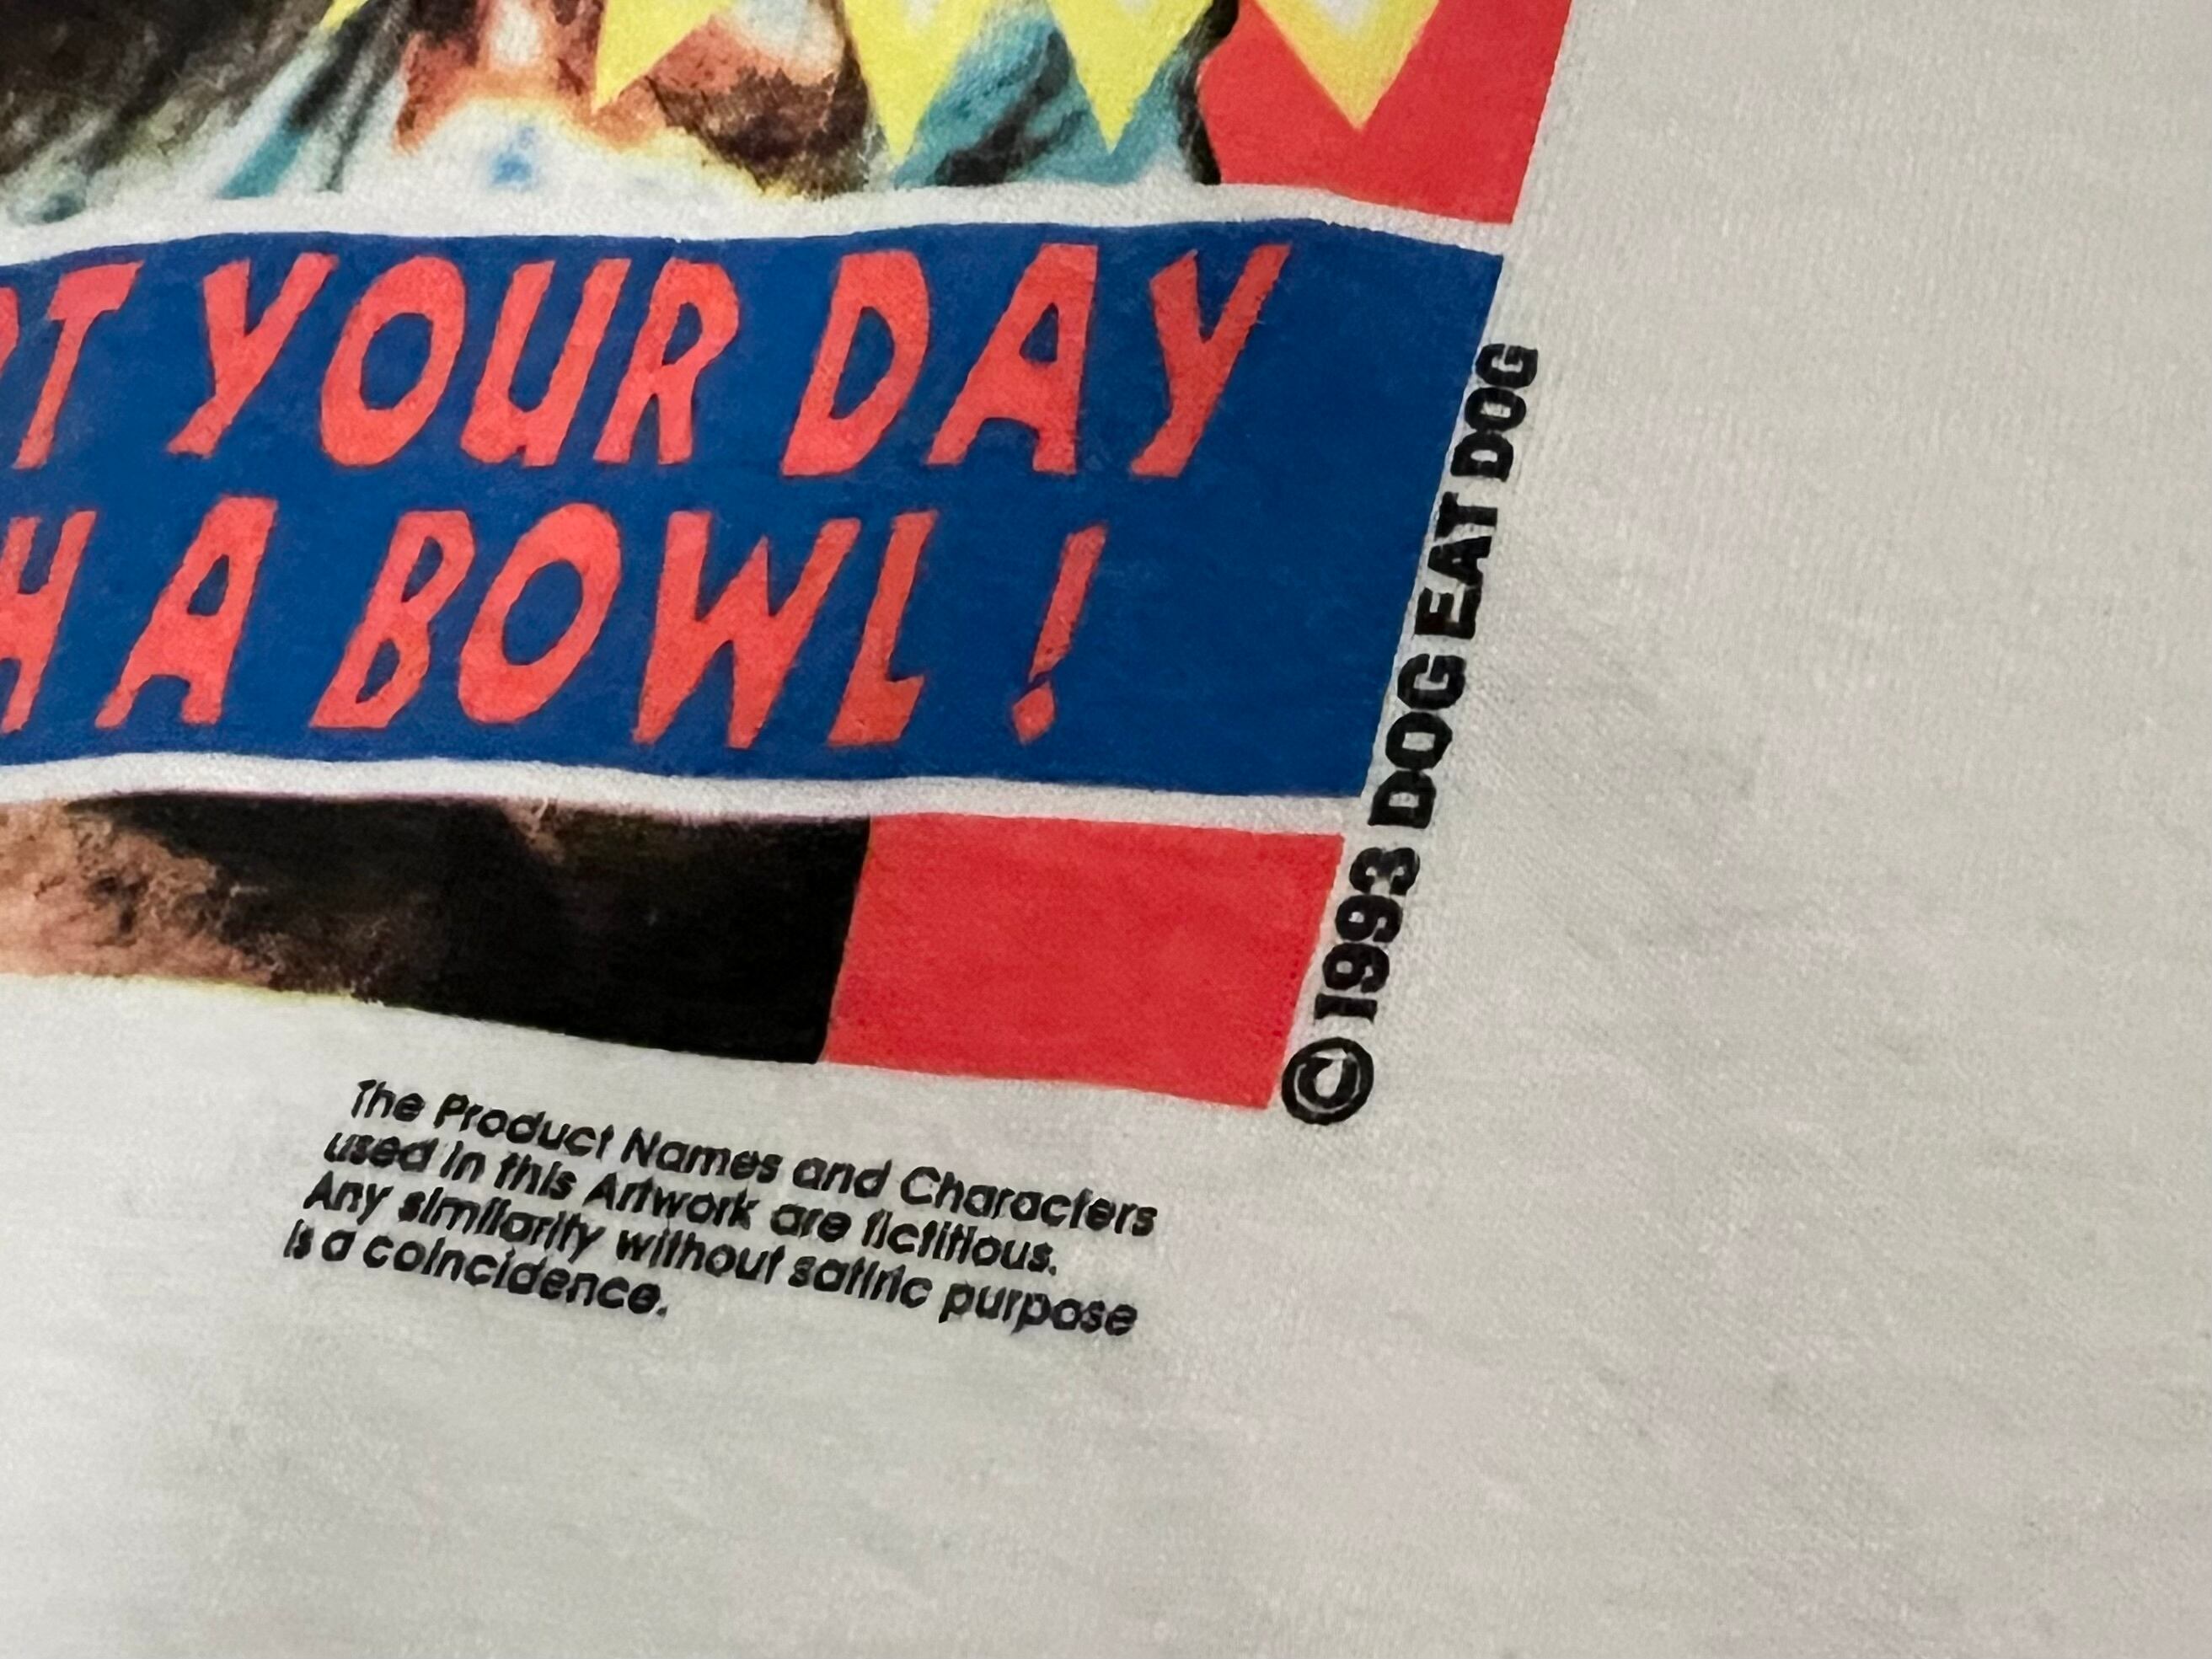 RT YOUR DAY
H A BOWL !
© 1993 DOG EAT DOG
The Product Names and Characters
used in this Artwork are fictitious.
Any similarity without satiric purpose
is a coincidence.